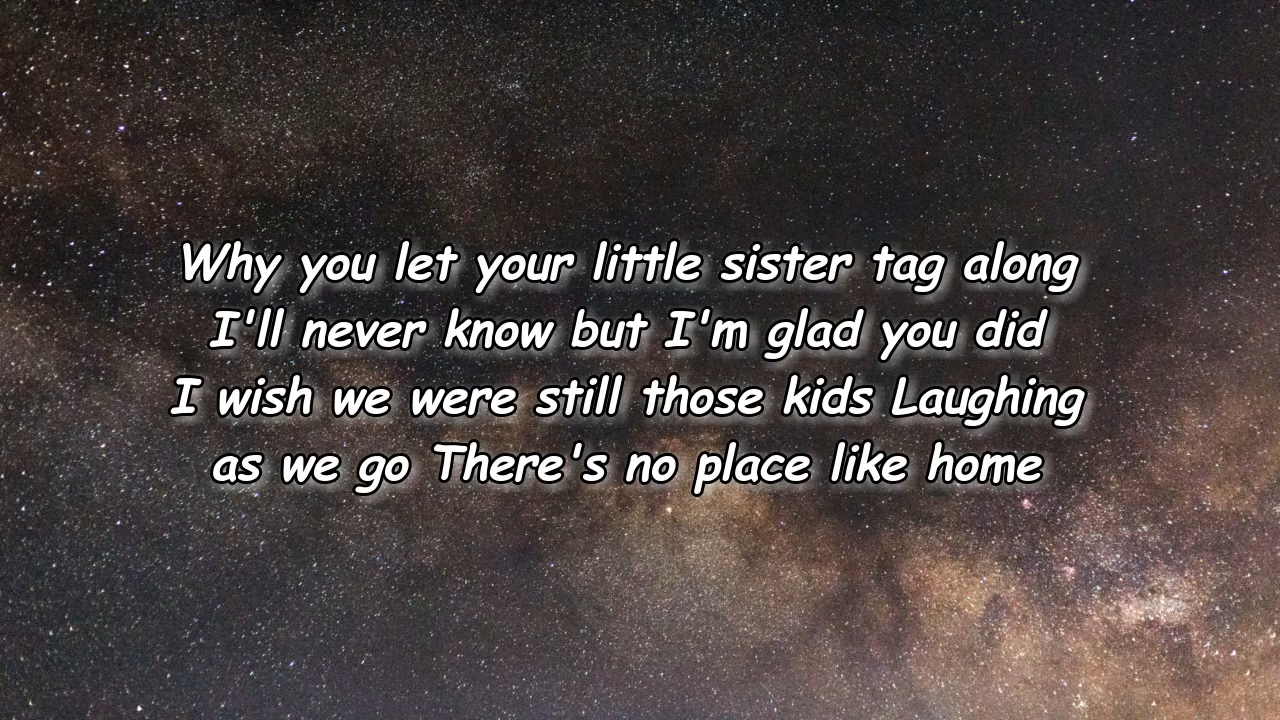 Why you let your little sister tag along
I'll never know but I'm glad you did
I wish we were still those kids Laughing
as we go There's no place like home